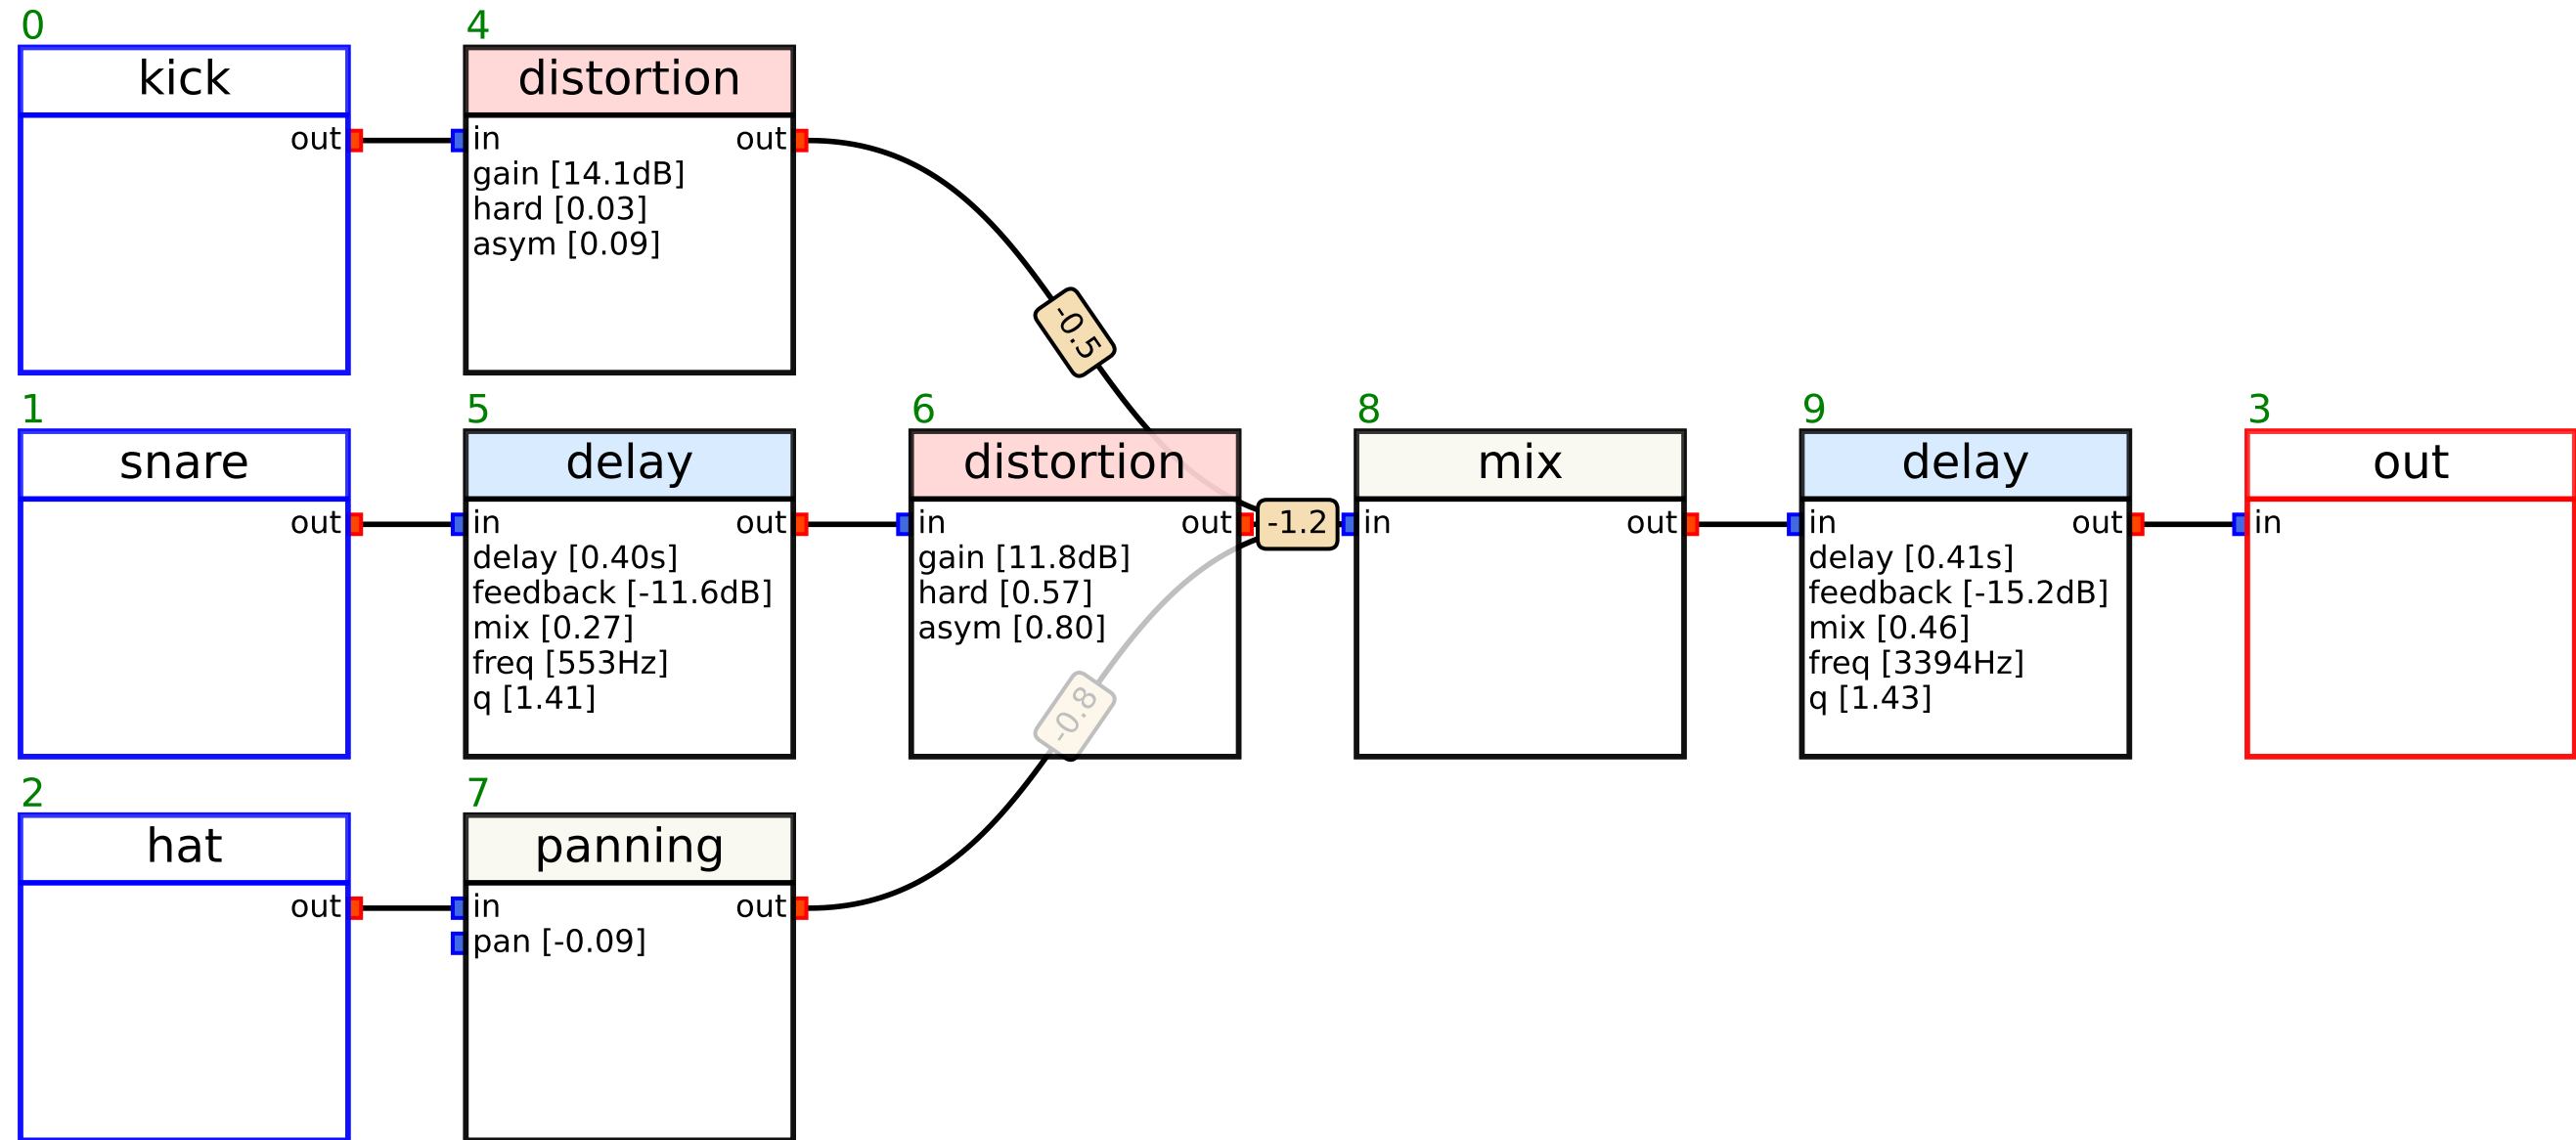 0
kick
out
4
distortion
in out
gain [14.1dB]
hard [0.03]
asym [0.09]
-0.5
1
snare
out
5
delay
in out
delay [0.40s]
feedback [-11.6dB]
mix [0.27]
freq [553Hz]
q [1.41]
6
distortion
in out
gain [11.8dB]
hard [0.57]
asym [0.80]
-1.2
-0.8
8
mix
in out
9
delay
in out
delay [0.41s]
feedback [-15.2dB]
mix [0.46]
freq [3394Hz]
q [1.43]
3
out
in
2
hat
out
7
panning
in out
pan [-0.09]